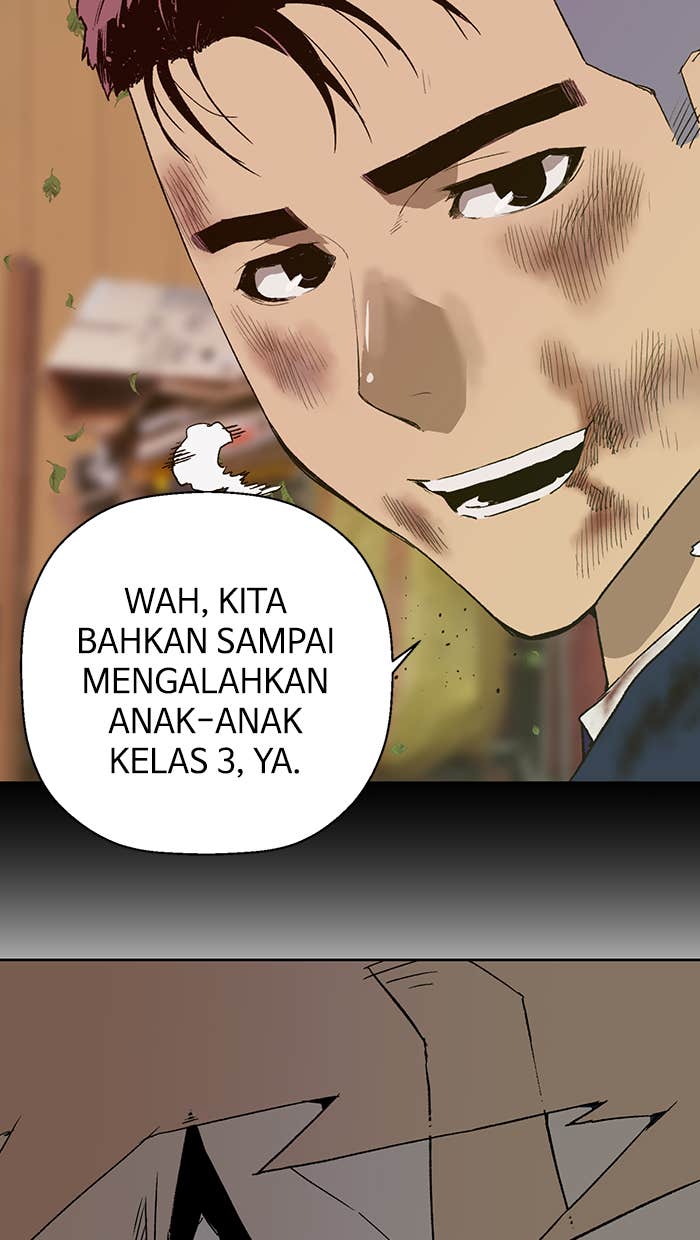 WAH, KITA
BAHKAN SAMPAI
MENGALAHKAN
ANAK-ANAK
KELAS 3, YA.